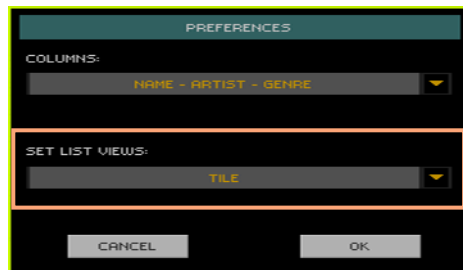 PREFERENCES
COLUMNS:
NAME - ARTIST - GENRE
SET LIST VIEWS:
TILE
CANCEL OK